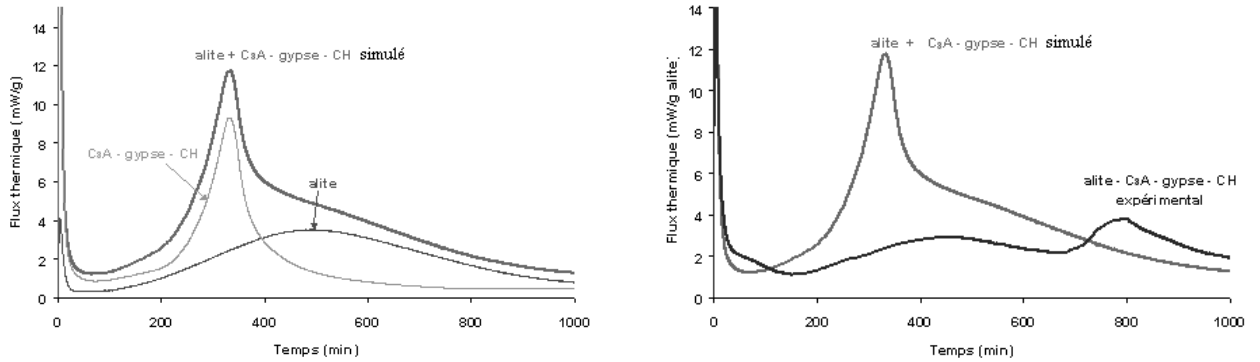 14
12
10
8
6
4
2
0
Flux thermique (mW/g)
alite + C3A - gypse - CH simulé
C3A - gypse - CH
alite
0 200 400 600 800 1000
Temps (min)
14
12
10
8
6
4
2
0
Flux thermique (mW/g alite)
alite + C3A - gypse - CH simulé
alite - C3A - gypse - CH
expérimental
0 200 400 600 800 1000
Temps (min)